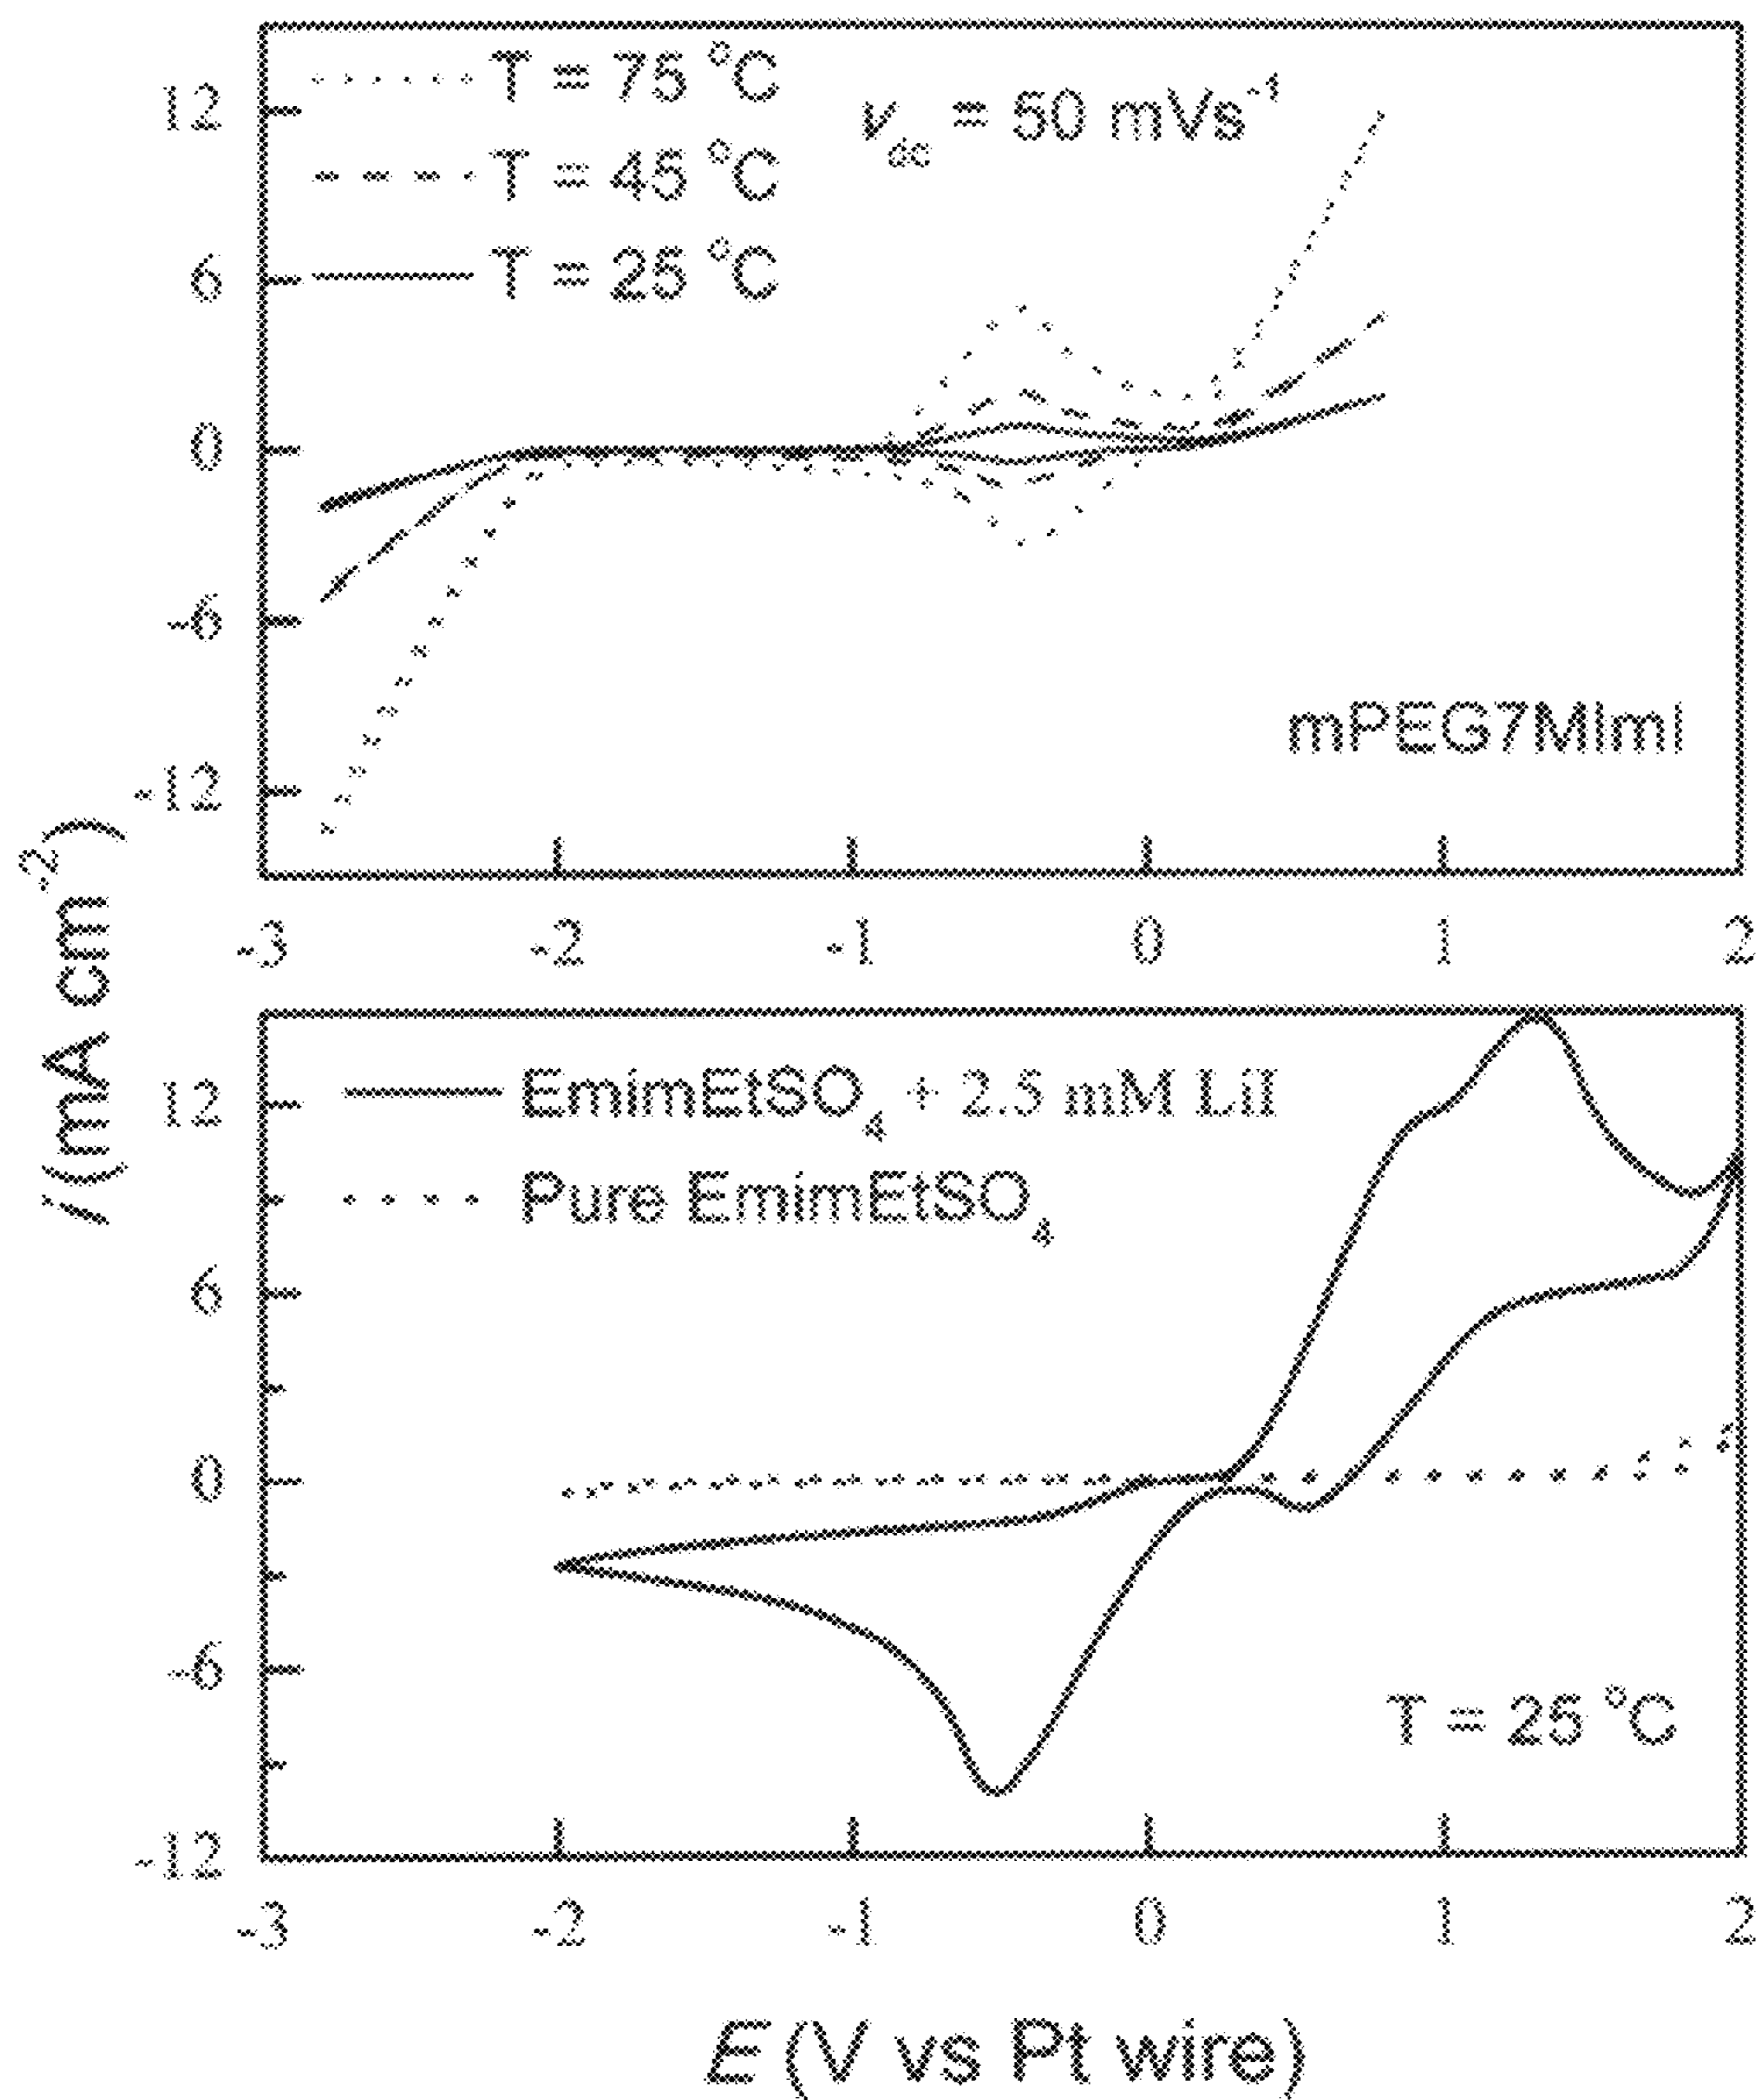 T = 75 °C
T = 45 °C
T = 25 °C
v_dc = 50 mVs^-1
12
6
0
-6
-12
mPEG7MImI
-3 -2 -1 0 1 2
i (mA cm^-2)
EmimEtSO_4 + 2.5 mM LiI
Pure EmimEtSO_4
12
6
0
-6
-12
T = 25 °C
-3 -2 -1 0 1 2
E (V vs Pt wire)